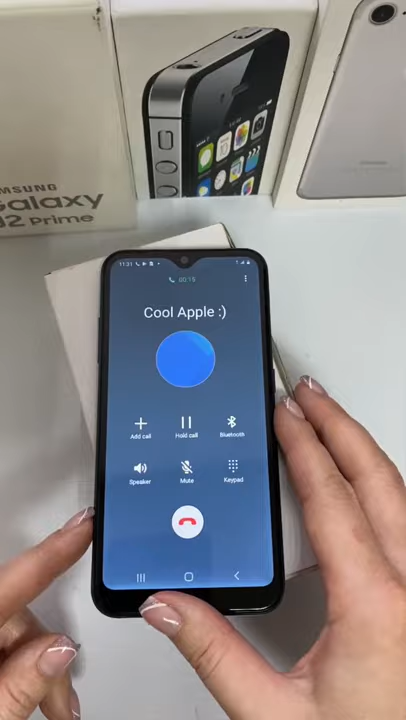 SAMSUNG
Galaxy
J2 Prime
11:31
00:15
Cool Apple :)
Add call
Hold call
Bluetooth
Speaker
Mute
Keypad